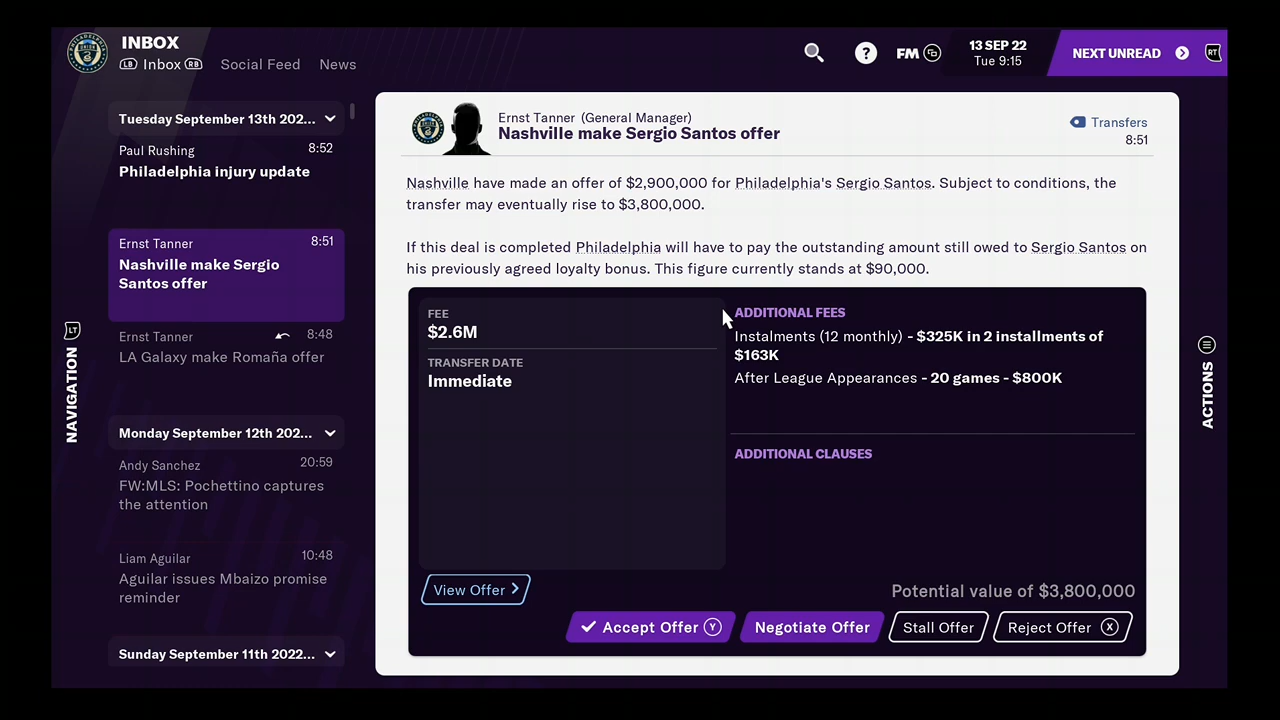 INBOX
LB Inbox RB Social Feed News
? FM 13 SEP 22
Tue 9:15
NEXT UNREAD RT
Tuesday September 13th 202...
Paul Rushing 8:52
Philadelphia injury update
Ernst Tanner 8:51
Nashville make Sergio
Santos offer
Ernst Tanner 8:48
LA Galaxy make Romaña offer
Monday September 12th 202...
Andy Sanchez 20:59
FW:MLS: Pochettino captures
the attention
Liam Aguilar 10:48
Aguilar issues Mbaizo promise
reminder
Sunday September 11th 2022...
LT
NAVIGATION
Ernst Tanner (General Manager)
Nashville make Sergio Santos offer
Transfers
8:51
Nashville have made an offer of $2,900,000 for Philadelphia's Sergio Santos. Subject to conditions, the
transfer may eventually rise to $3,800,000.
If this deal is completed Philadelphia will have to pay the outstanding amount still owed to Sergio Santos on
his previously agreed loyalty bonus. This figure currently stands at $90,000.
FEE
$2.6M
TRANSFER DATE
Immediate
ADDITIONAL FEES
Instalments (12 monthly) - $325K in 2 installments of
$163K
After League Appearances - 20 games - $800K
ADDITIONAL CLAUSES
View Offer
Potential value of $3,800,000
Accept Offer Y
Negotiate Offer
Stall Offer
Reject Offer X
ACTIONS